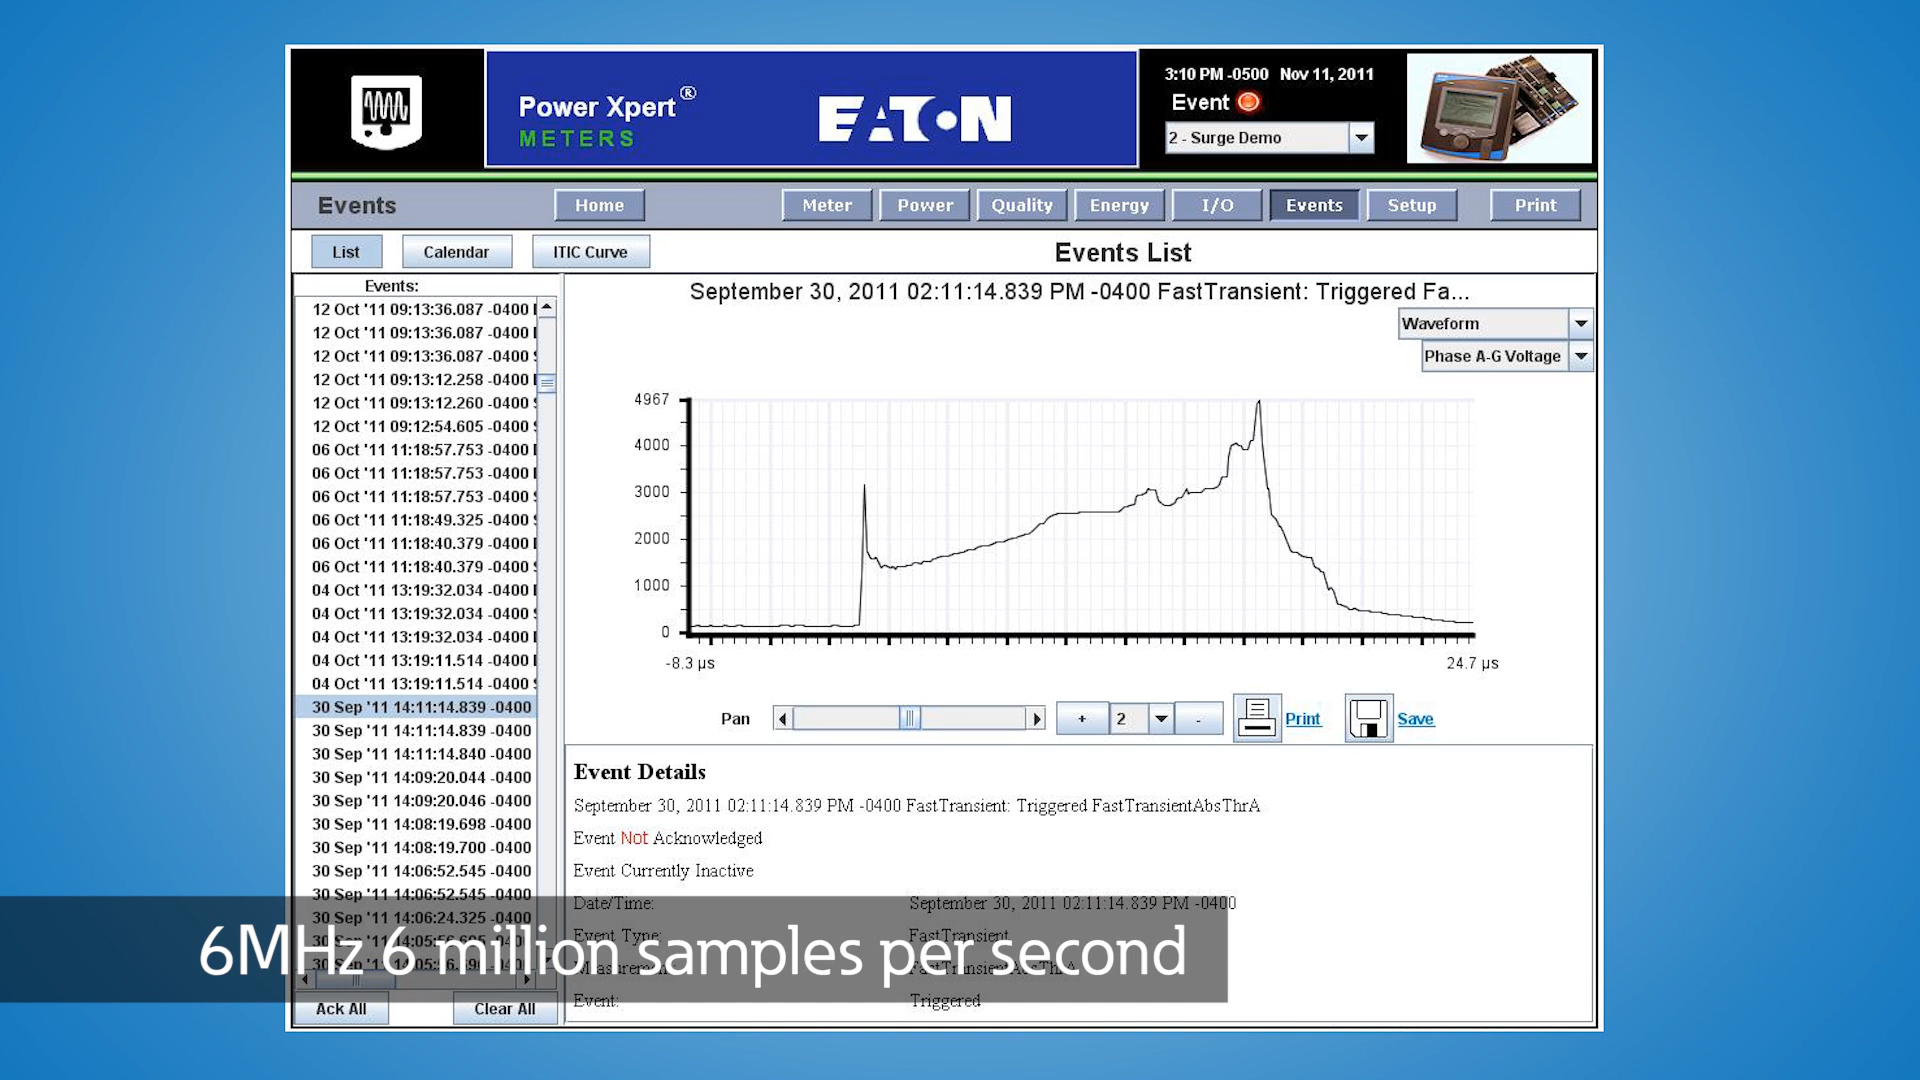 Power Xpert®
METERS
EATON
3:10 PM -0500 Nov 11, 2011
Event
2 - Surge Demo
Events
Home
Meter
Power
Quality
Energy
I/O
Events
Setup
Print
List
Calendar
ITIC Curve
Events List
Events:
12 Oct '11 09:13:36.087 -0400
12 Oct '11 09:13:36.087 -0400
12 Oct '11 09:13:36.087 -0400
12 Oct '11 09:13:12.258 -0400
12 Oct '11 09:13:12.260 -0400
12 Oct '11 09:12:54.605 -0400
06 Oct '11 11:18:57.753 -0400
06 Oct '11 11:18:57.753 -0400
06 Oct '11 11:18:57.753 -0400
06 Oct '11 11:18:49.325 -0400
06 Oct '11 11:18:40.379 -0400
06 Oct '11 11:18:40.379 -0400
04 Oct '11 13:19:32.034 -0400
04 Oct '11 13:19:32.034 -0400
04 Oct '11 13:19:32.034 -0400
04 Oct '11 13:19:11.514 -0400
04 Oct '11 13:19:11.514 -0400
30 Sep '11 14:11:14.839 -0400
30 Sep '11 14:11:14.839 -0400
30 Sep '11 14:11:14.840 -0400
30 Sep '11 14:09:20.044 -0400
30 Sep '11 14:09:20.046 -0400
30 Sep '11 14:08:19.698 -0400
30 Sep '11 14:08:19.700 -0400
30 Sep '11 14:06:52.545 -0400
30 Sep '11 14:06:52.545 -0400
30 Sep '11 14:06:24.325 -0400
Ack All
Clear All
September 30, 2011 02:11:14.839 PM -0400 FastTransient: Triggered Fa...
Waveform
Phase A-G Voltage
4967
4000
3000
2000
1000
0
-8.3 µs
24.7 µs
Pan
+
2
-
Print
Save
Event Details
September 30, 2011 02:11:14.839 PM -0400 FastTransient: Triggered FastTransientAbsThrA
Event Not Acknowledged
Event Currently Inactive
Date/Time: September 30, 2011 02:11:14.839 PM -0400
Event Type: FastTransient
Measurement: FastTransientAbsThrA
Event: Triggered
6MHz 6 million samples per second